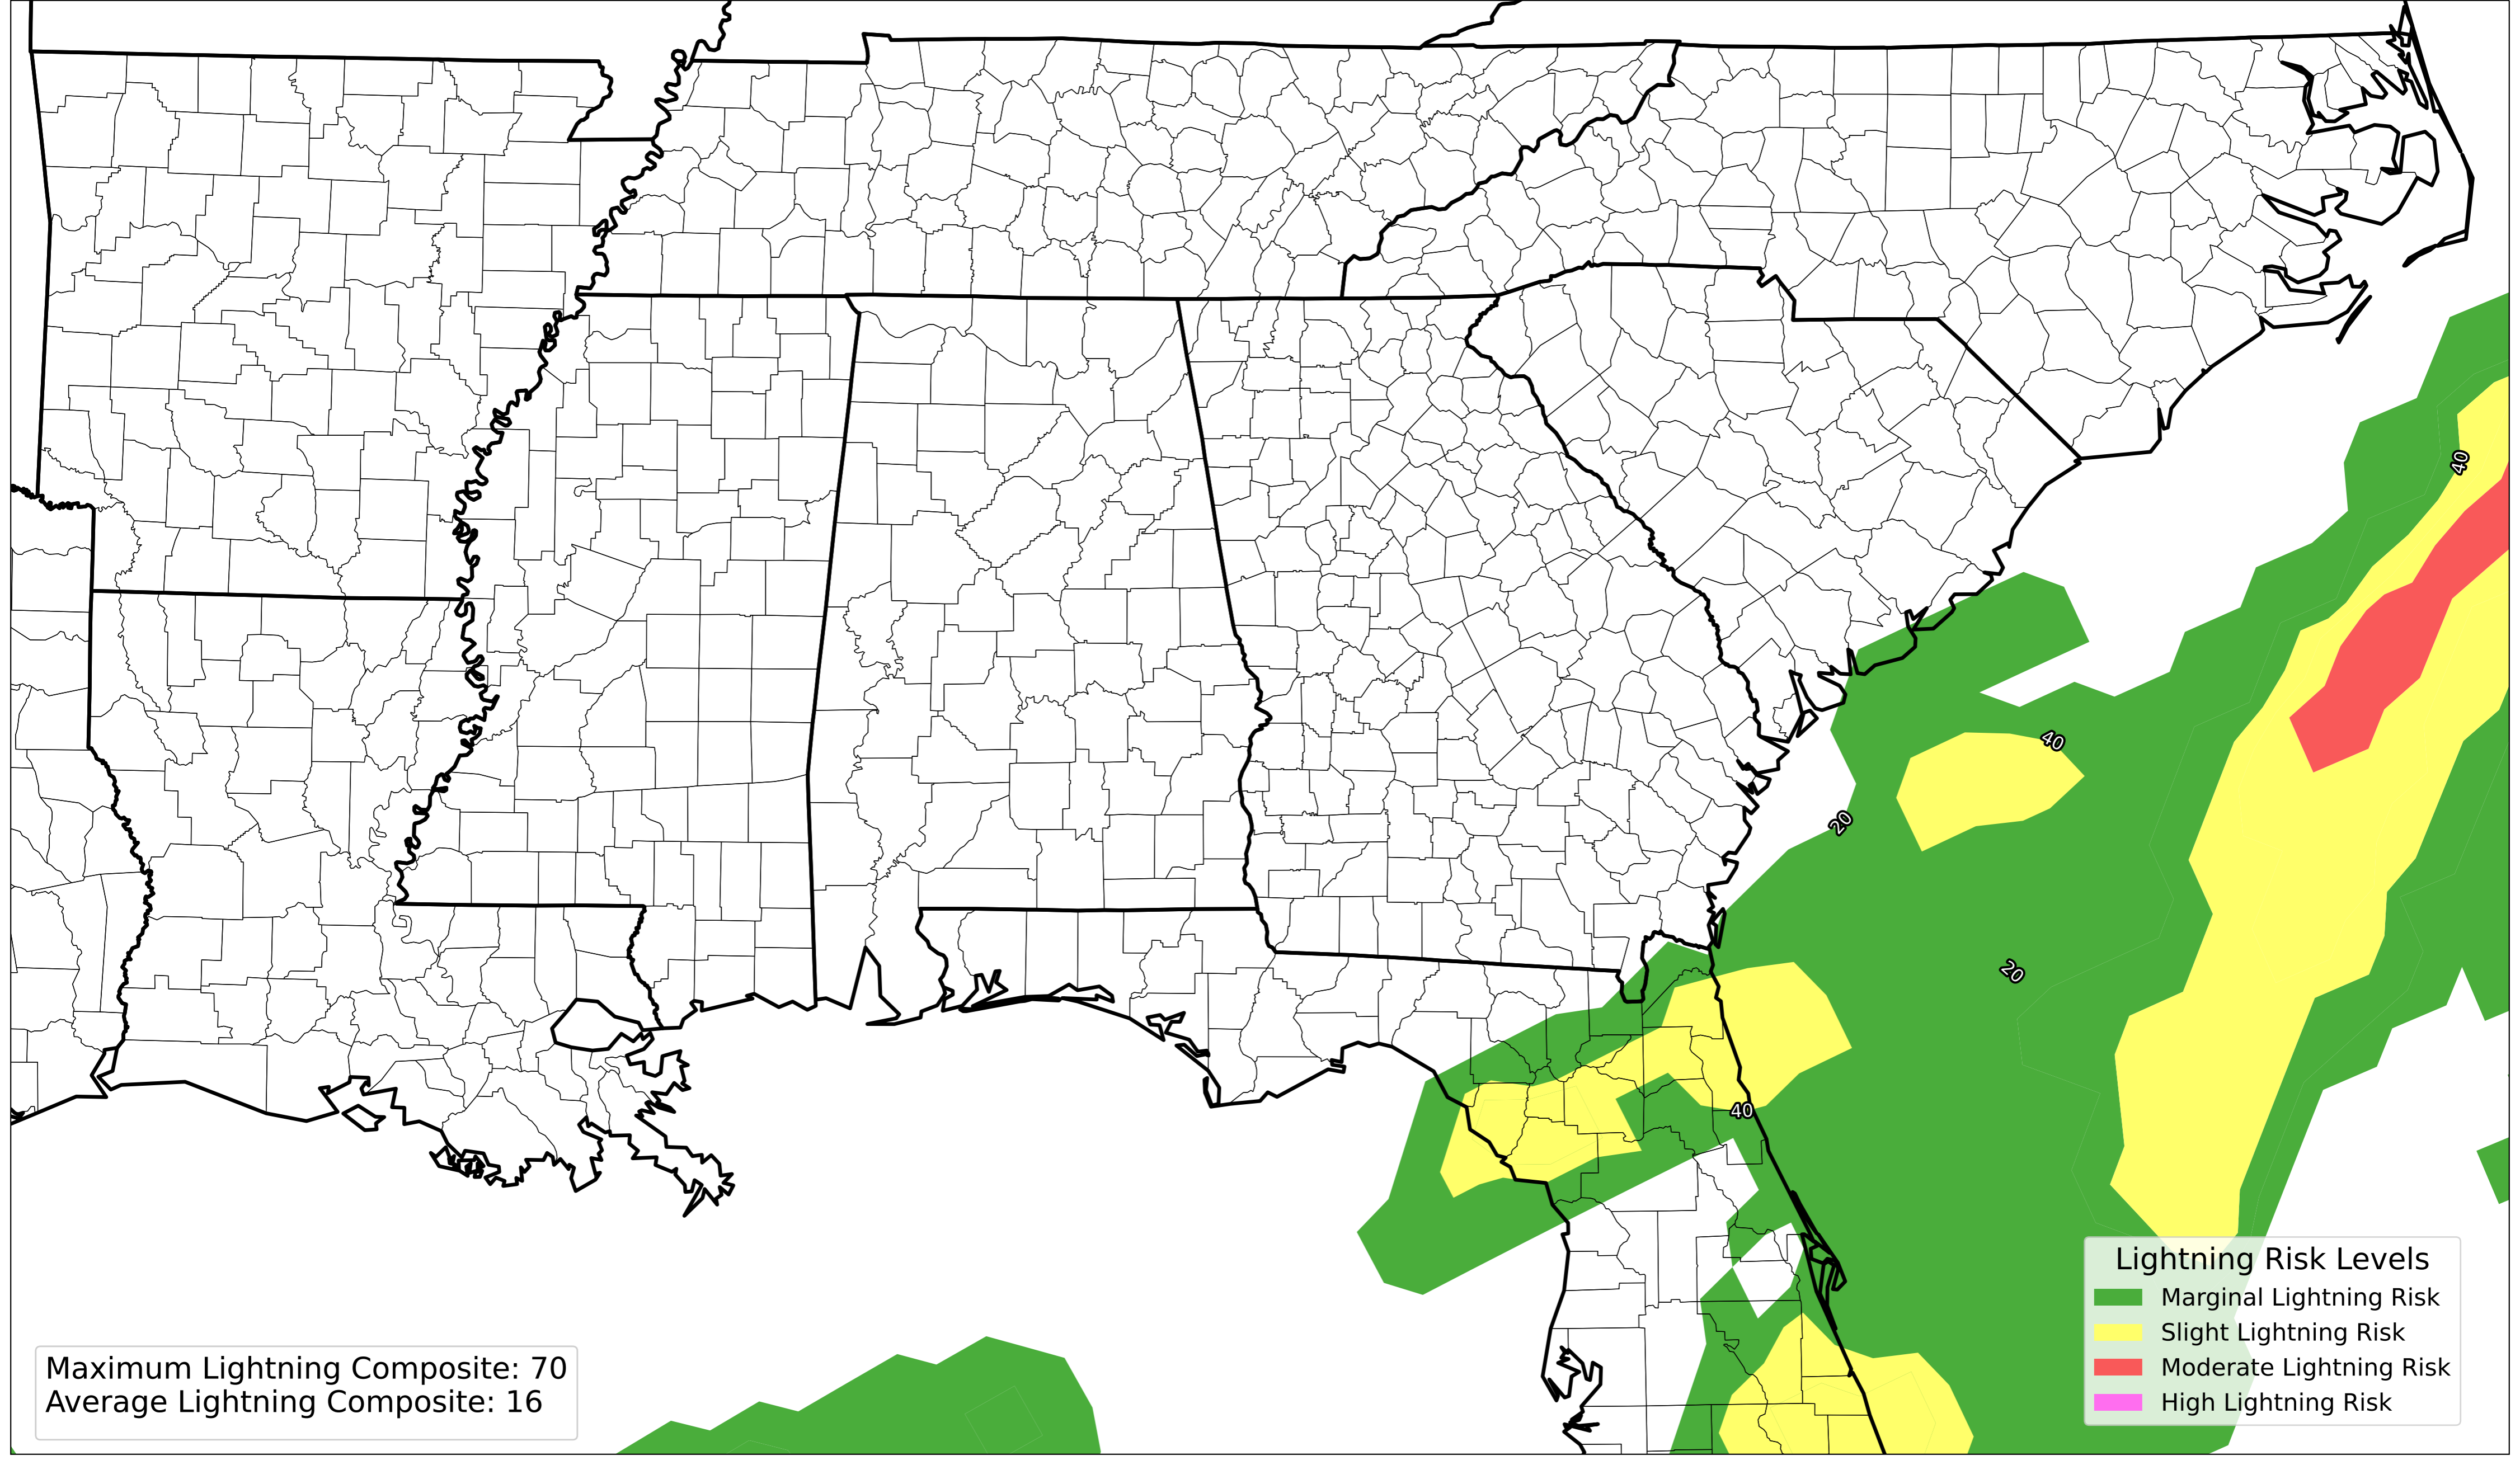 40
40
20
20
40
Lightning Risk Levels
Marginal Lightning Risk
Slight Lightning Risk
Moderate Lightning Risk
High Lightning Risk
Maximum Lightning Composite: 70
Average Lightning Composite: 16